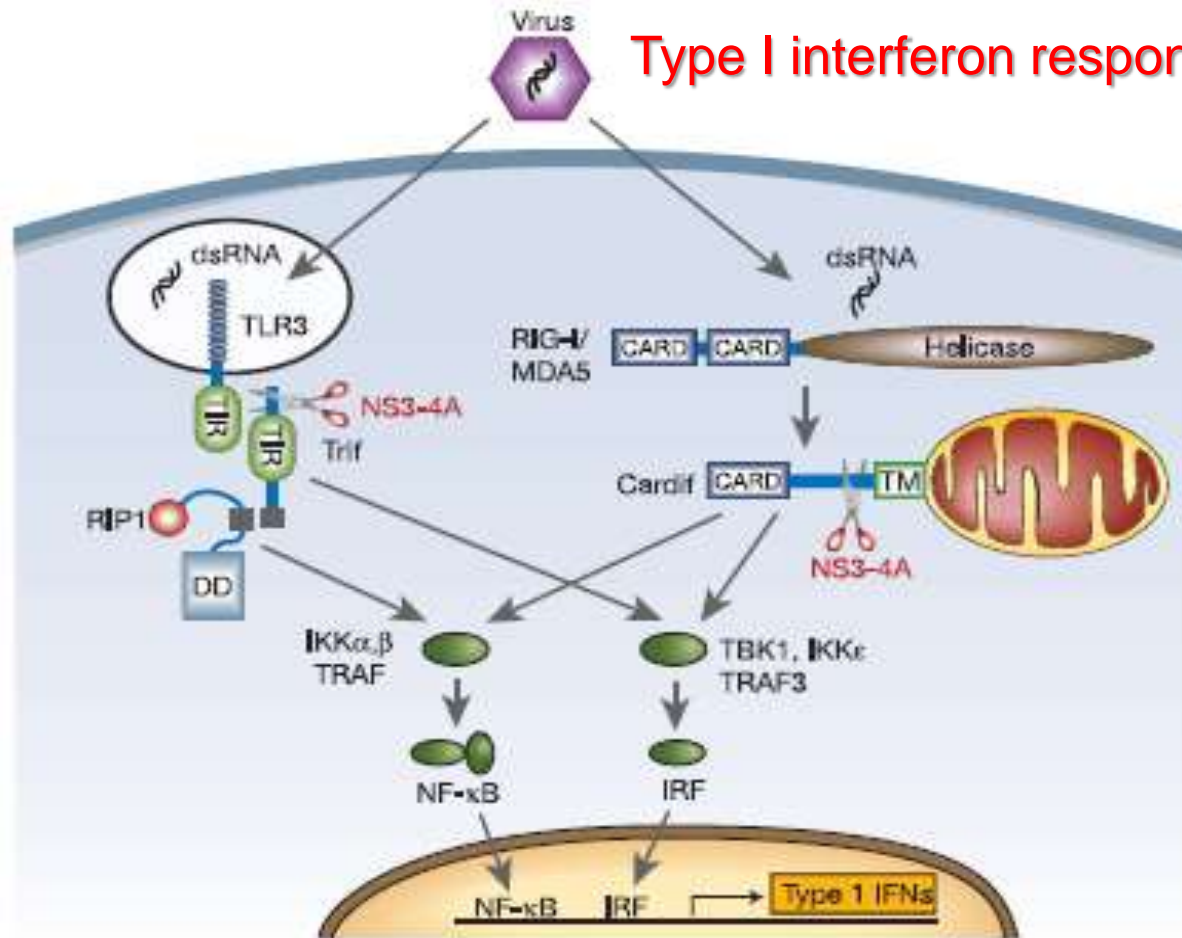 Virus
Type I interferon respon
dsRNA
TLR3
TIR
TIR
NS3-4A
Trif
RIP1
DD
dsRNA
RIG-I/
MDA5
CARD
CARD
Helicase
Cardif
CARD
TM
NS3-4A
IKKα,β
TRAF
TBK1, IKKε
TRAF3
NF-κB
IRF
NF-κB
IRF
Type 1 IFNs